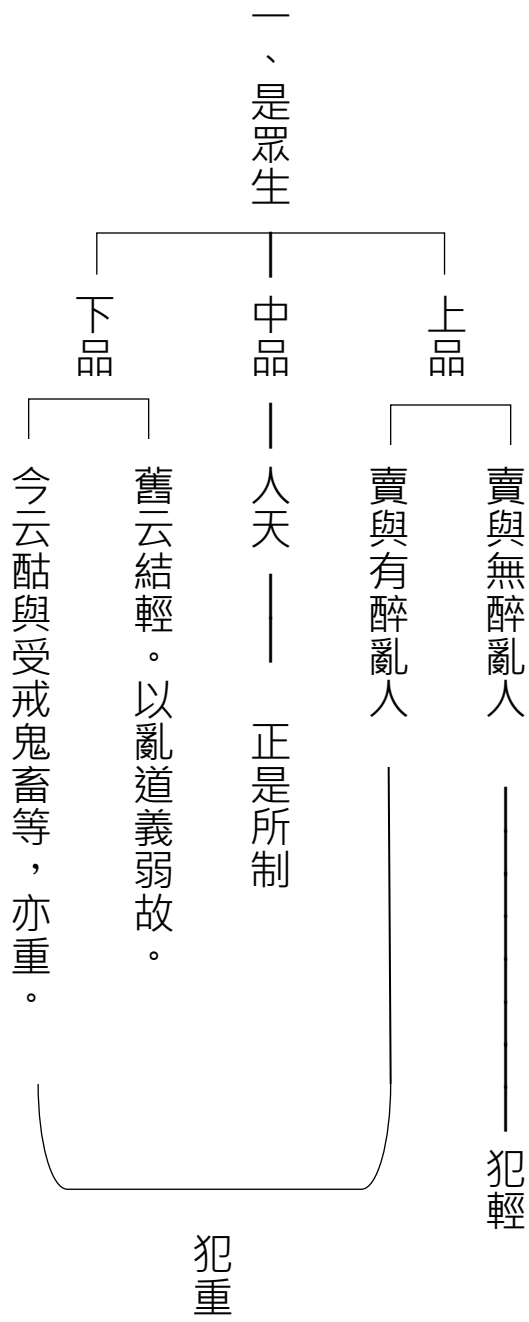 一、是眾生
上品
賣與無醉亂人
犯輕
賣與有醉亂人
中品
人天
正是所制
下品
舊云結輕。以亂道義弱故。
今云酤與受戒鬼畜等，亦重。
犯重